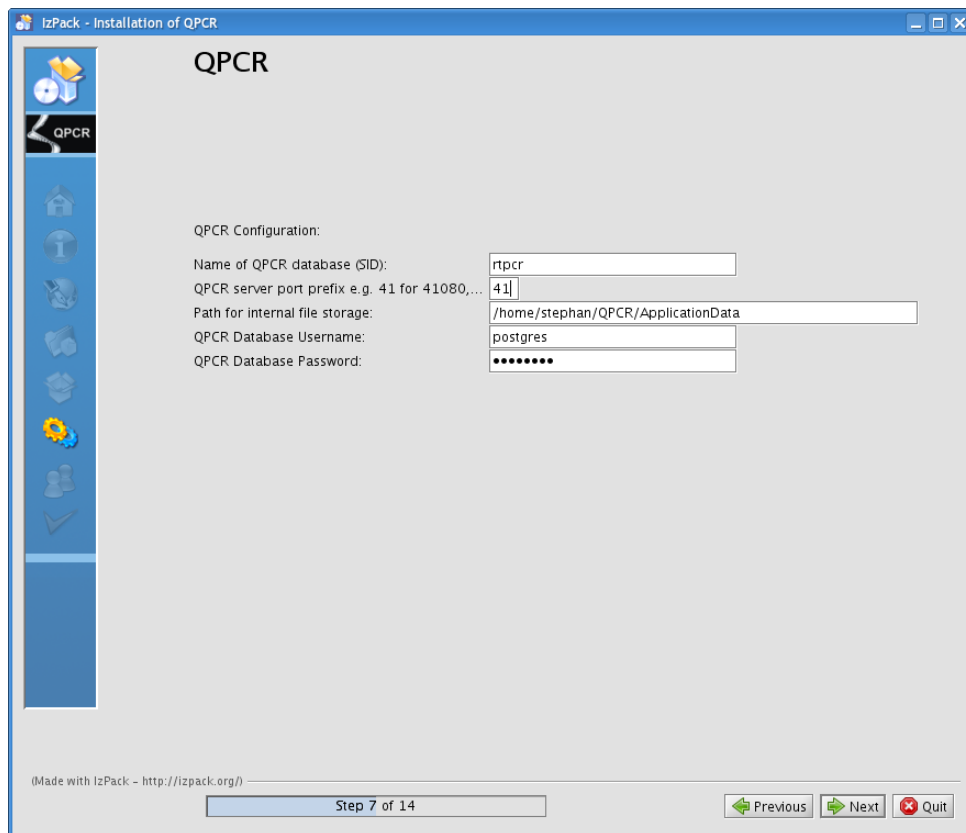 IzPack - Installation of QPCR
QPCR
QPCR
QPCR Configuration:
Name of QPCR database (SID): rtpcr
QPCR server port prefix e.g. 41 for 41080,... 41
Path for internal file storage: /home/stephan/QPCR/ApplicationData
QPCR Database Username: postgres
QPCR Database Password: ••••••••
(Made with IzPack - http://izpack.org/)
Step 7 of 14
Previous Next Quit